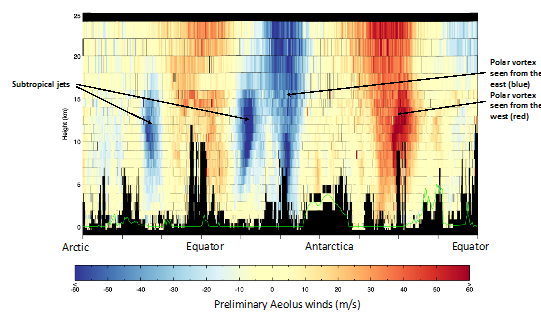 25
Polar vortex
seen from the
east (blue)
Polar vortex
seen from the
west (red)
Subtropical jets
20
15
Height (km)
10
5
0
Arctic Equator Antarctica Equator
-60 -50 -40 -30 -20 -10 0 10 20 30 40 50 60
< >
Preliminary Aeolus winds (m/s)